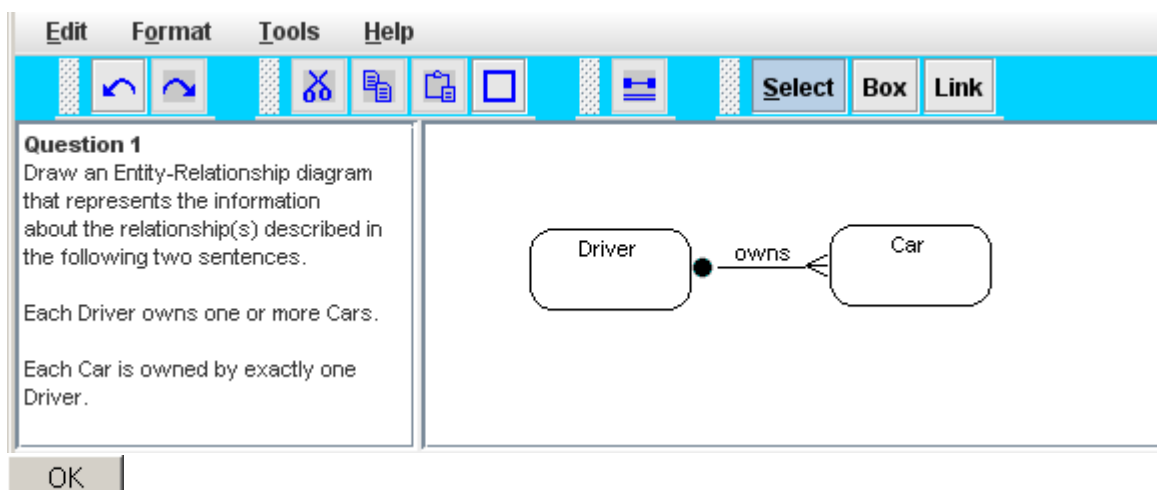 Edit Format Tools Help
Select Box Link
Question 1
Draw an Entity-Relationship diagram
that represents the information
about the relationship(s) described in
the following two sentences.
Each Driver owns one or more Cars.
Each Car is owned by exactly one
Driver.
Driver owns Car
OK